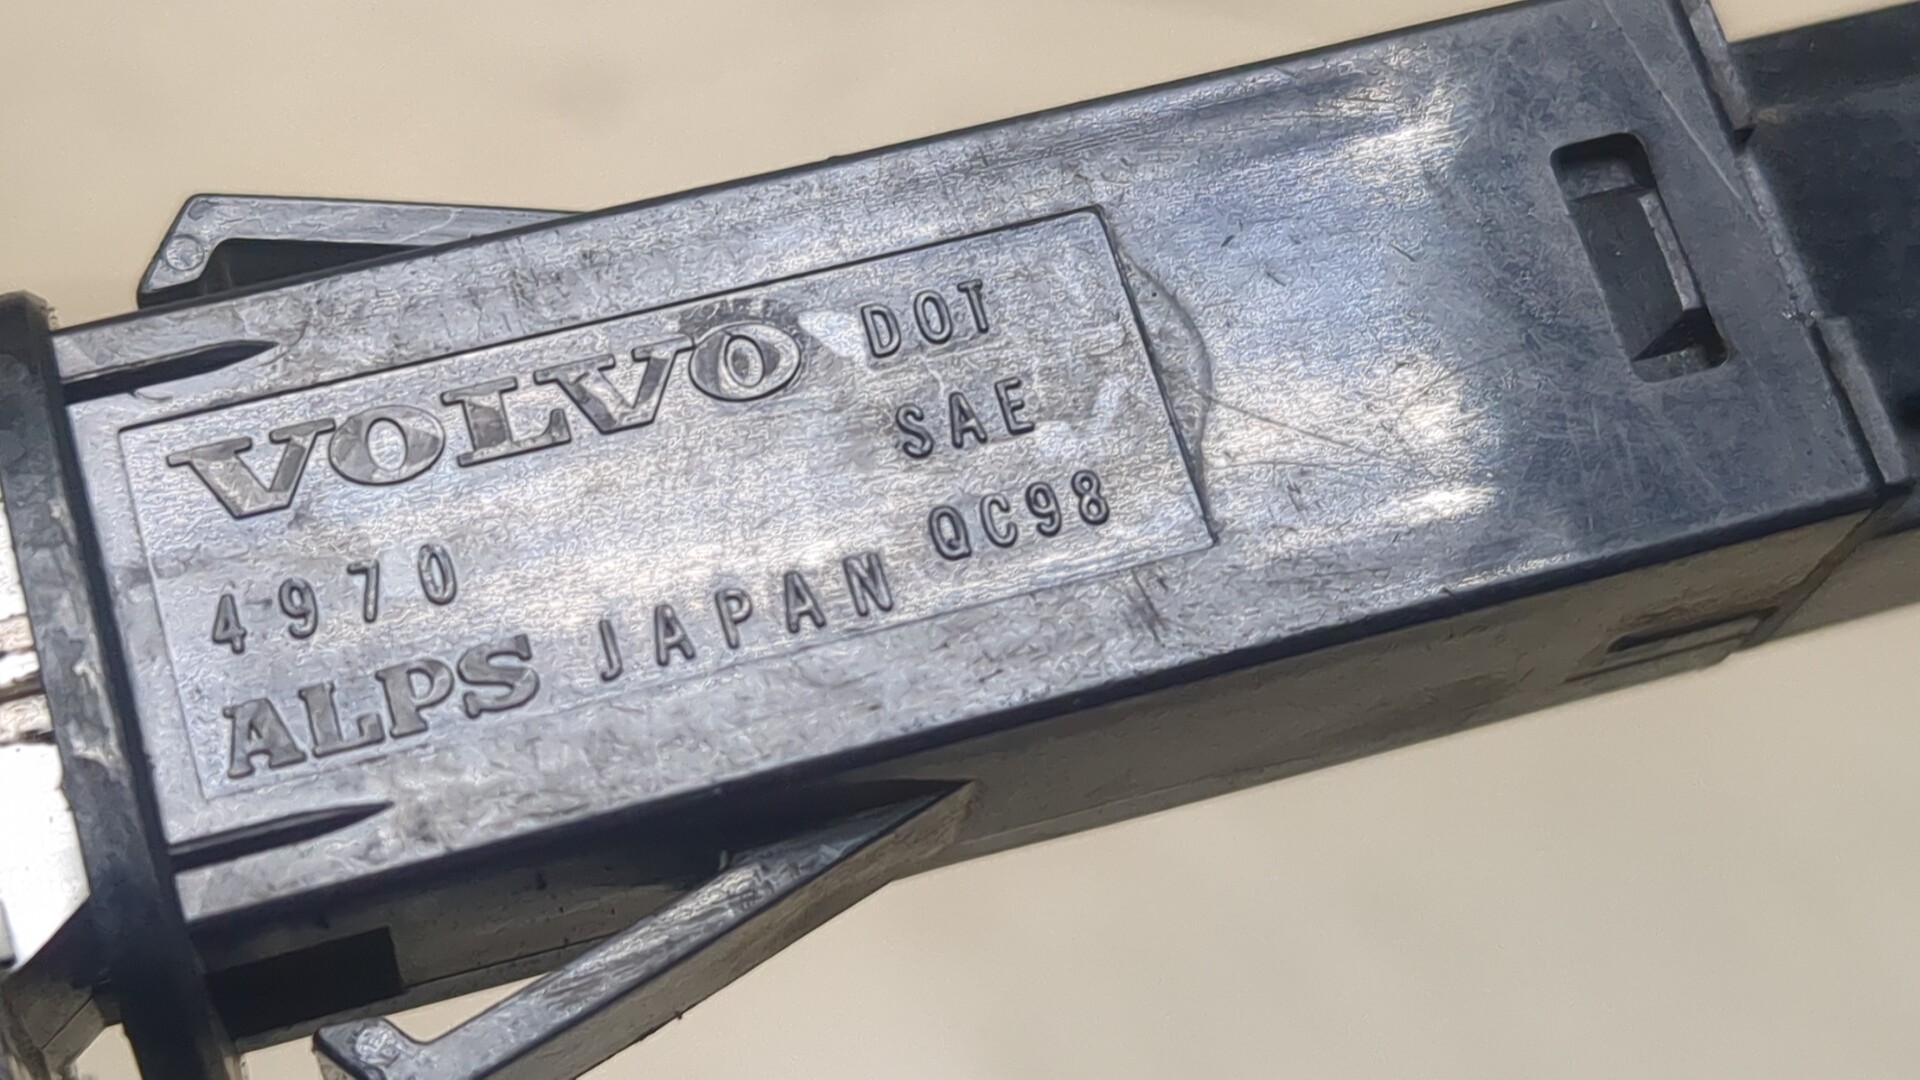 VOLVO DOT
SAE
4970 QC98
ALPS JAPAN